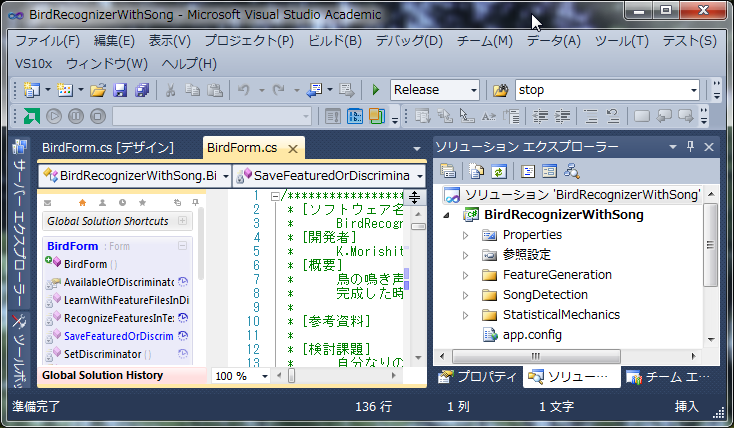 BirdRecognizerWithSong - Microsoft Visual Studio Academic
ファイル(F) 編集(E) 表示(V) プロジェクト(P) ビルド(B) デバッグ(D) チーム(M) データ(A) ツール(T) テスト(S)
VS10x ウィンドウ(W) ヘルプ(H)
Release stop
サーバー エクスプローラー
ツールボッ
BirdForm.cs [デザイン] BirdForm.cs
BirdRecognizerWithSong.Bi SaveFeaturedOrDiscrimina
Global Solution Shortcuts
BirdForm : Form
BirdForm ()
AvailableOfDiscriminato
LearnWithFeatureFilesInDi
RecognizeFeaturesInTe
SaveFeaturedOrDiscrim
SetDiscriminator ()
Global Solution History
1 /******************
2 * [ソフトウェア名
3 * BirdRecogn
4 * [開発者]
5 * K.Morishit
6 * [概要]
7 * 鳥の鳴き声
8 * 完成した時
9 *
10 * [参考資料]
11 *
12 * [検討課題]
13 * 自分なりの
100 %
ソリューション エクスプローラー
ソリューション 'BirdRecognizerWithSong'
BirdRecognizerWithSong
Properties
参照設定
FeatureGeneration
SongDetection
StatisticalMechanics
app.config
プロパティ ソリュー... チーム エ...
準備完了 136 行 1 列 1 文字 挿入